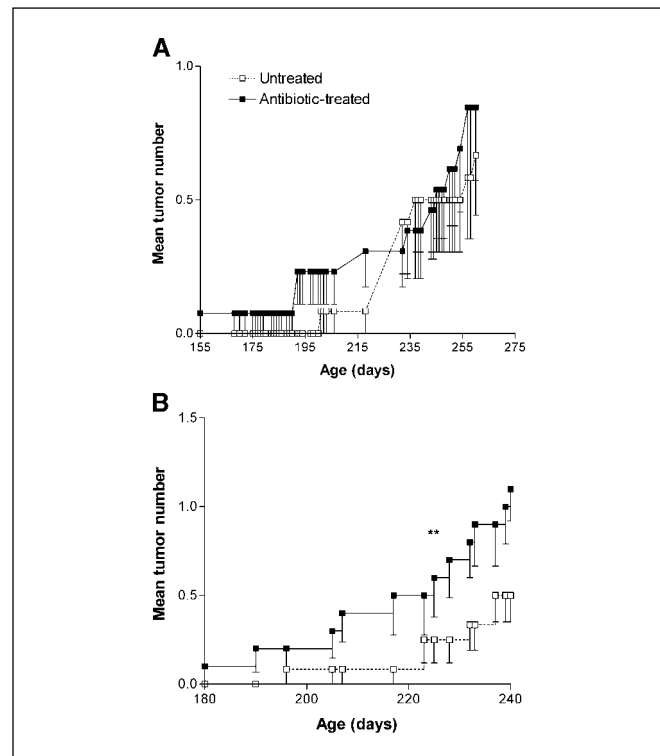 A
1.0
Untreated
Antibiotic-treated
Mean tumor number
0.5
0.0
155 175 195 215 235 255 275
Age (days)
B
1.5
Mean tumor number
1.0
**
0.5
0.0
180 200 220 240
Age (days)